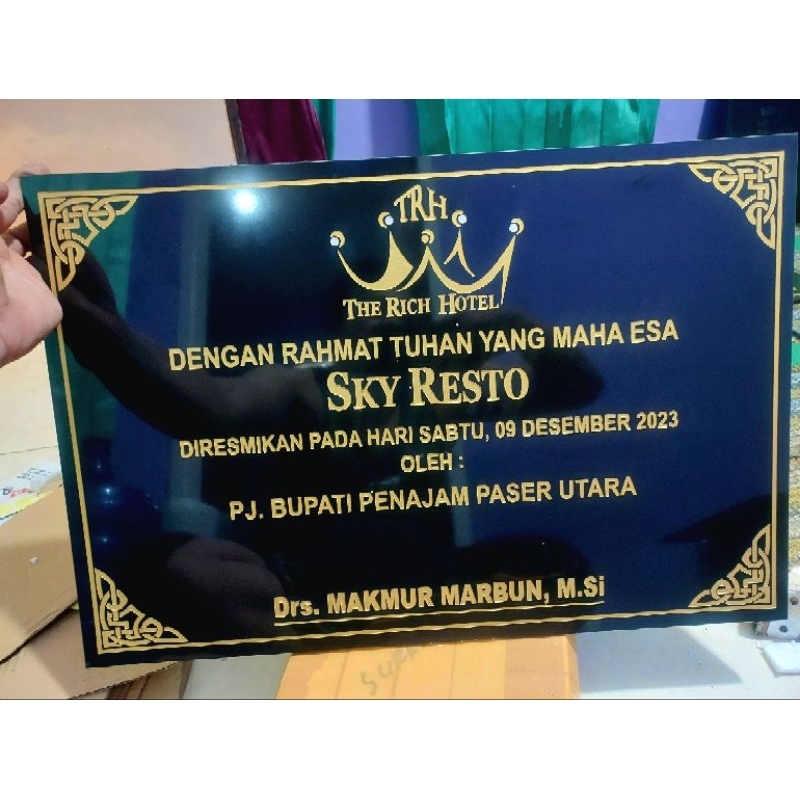 TRH
THE RICH HOTEL
DENGAN RAHMAT TUHAN YANG MAHA ESA
SKY RESTO
DIRESMIKAN PADA HARI SABTU, 09 DESEMBER 2023
OLEH :
PJ. BUPATI PENAJAM PASER UTARA
Drs. MAKMUR MARBUN, M.Si